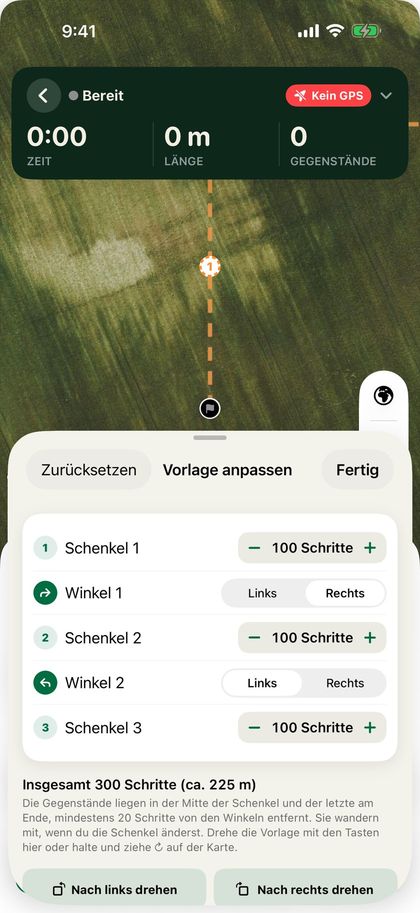 9:41
Bereit
Kein GPS
0:00
0 m
0
ZEIT
LÄNGE
GEGENSTÄNDE
1
Zurücksetzen
Vorlage anpassen
Fertig
1 Schenkel 1 − 100 Schritte +
Winkel 1 Links Rechts
2 Schenkel 2 − 100 Schritte +
Winkel 2 Links Rechts
3 Schenkel 3 − 100 Schritte +
Insgesamt 300 Schritte (ca. 225 m)
Die Gegenstände liegen in der Mitte der Schenkel und der letzte am
Ende, mindestens 20 Schritte von den Winkeln entfernt. Sie wandern
mit, wenn du die Schenkel änderst. Drehe die Vorlage mit den Tasten
hier oder halte und ziehe ↻ auf der Karte.
Nach links drehen
Nach rechts drehen